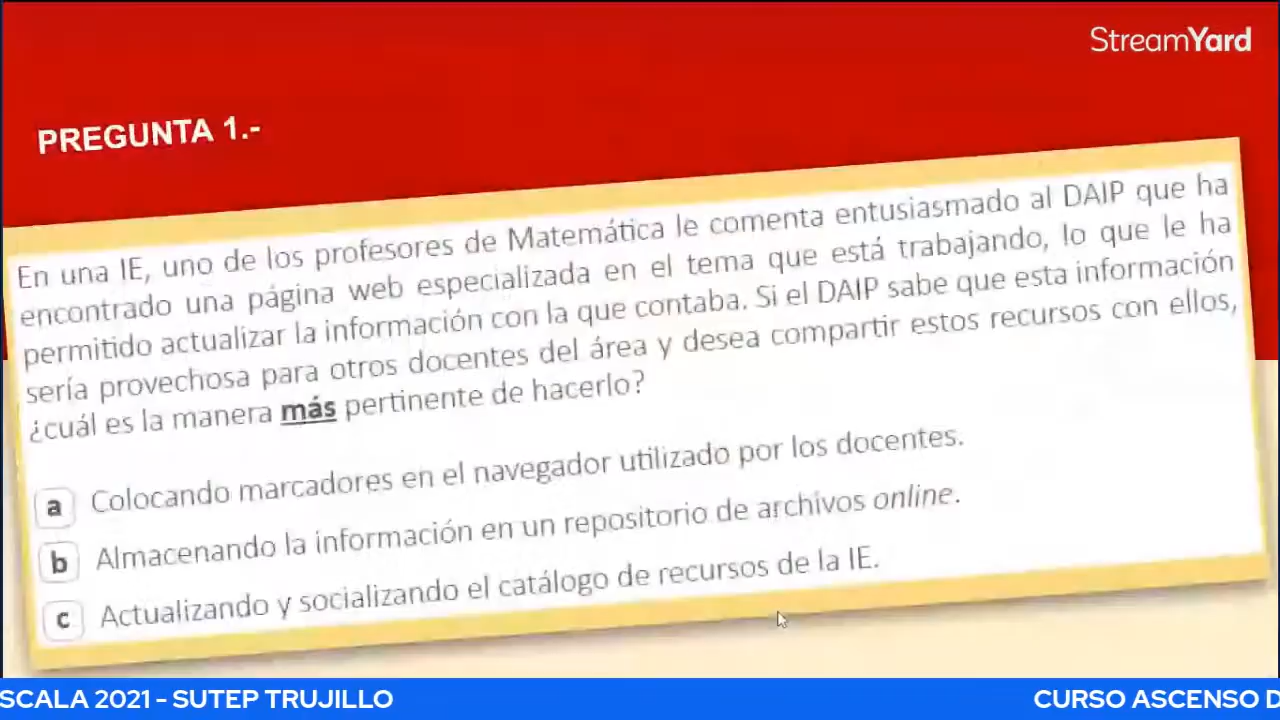 StreamYard
PREGUNTA 1.-
En una IE, uno de los profesores de Matemática le comenta entusiasmado al DAIP que ha
encontrado una página web especializada en el tema que está trabajando, lo que le ha
permitido actualizar la información con la que contaba. Si el DAIP sabe que esta información
sería provechosa para otros docentes del área y desea compartir estos recursos con ellos,
¿cuál es la manera más pertinente de hacerlo?
a Colocando marcadores en el navegador utilizado por los docentes.
b Almacenando la información en un repositorio de archivos online.
c Actualizando y socializando el catálogo de recursos de la IE.
SCALA 2021 - SUTEP TRUJILLO
CURSO ASCENSO D